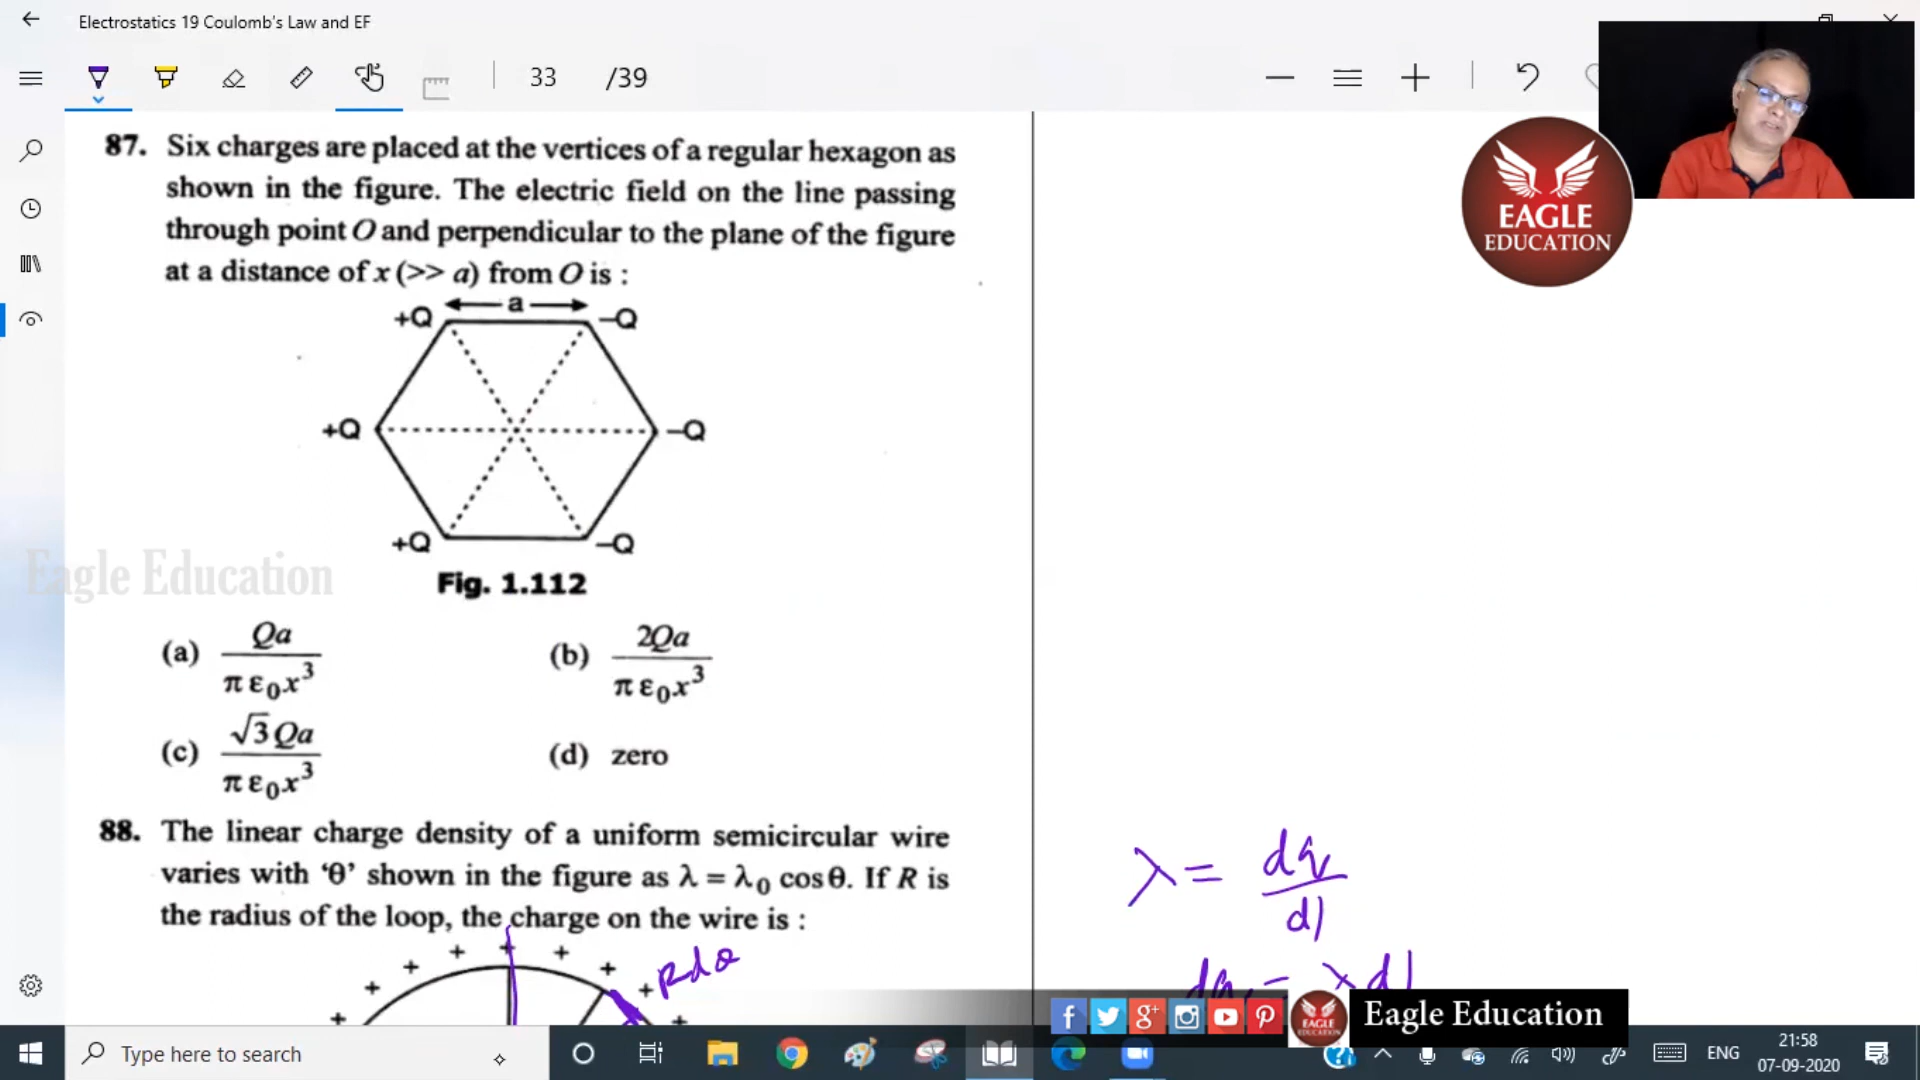 Electrostatics 19 Coulomb's Law and EF
33 /39
EAGLE
EDUCATION
87. Six charges are placed at the vertices of a regular hexagon as
shown in the figure. The electric field on the line passing
through point O and perpendicular to the plane of the figure
at a distance of x (>> a) from O is :
a
+Q −Q
+Q −Q
+Q −Q
Fig. 1.112
Eagle Education
(a) Qa / π ε₀x³ (b) 2Qa / π ε₀x³
(c) √3Qa / π ε₀x³ (d) zero
88. The linear charge density of a uniform semicircular wire
varies with ‘θ’ shown in the figure as λ = λ₀ cosθ. If R is
the radius of the loop, the charge on the wire is :
+ + + + + + + + +
Rdθ
λ = dq / dl
dq = λdl
Eagle Education
Type here to search
ENG
21:58
07-09-2020